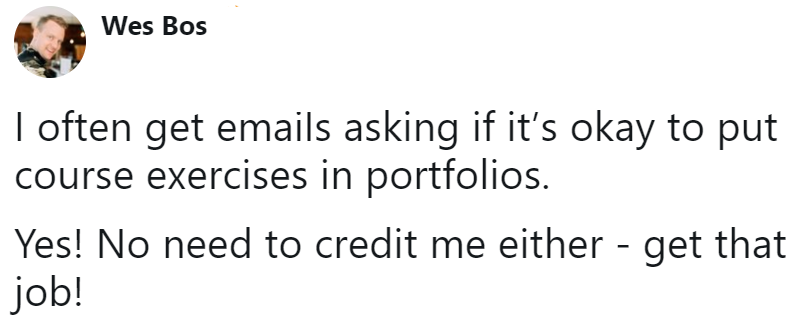 Wes Bos
I often get emails asking if it’s okay to put
course exercises in portfolios.
Yes! No need to credit me either - get that
job!